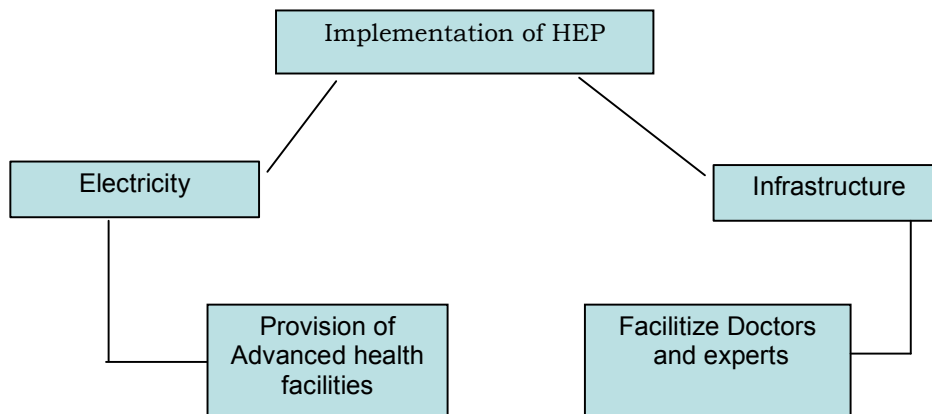 Implementation of HEP
Electricity
Infrastructure
Provision of
Advanced health
facilities
Facilitize Doctors
and experts